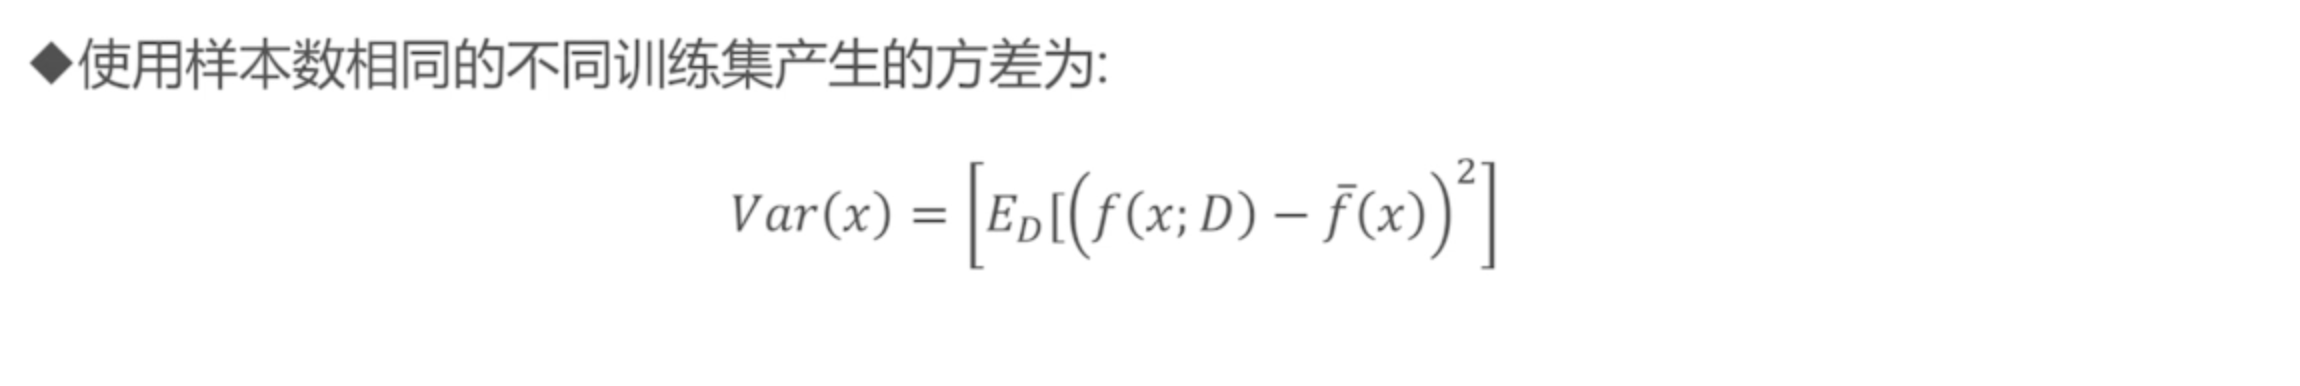 ◆使用样本数相同的不同训练集产生的方差为:
Var(x) = [E_D[(f(x; D) − f̄(x))²]